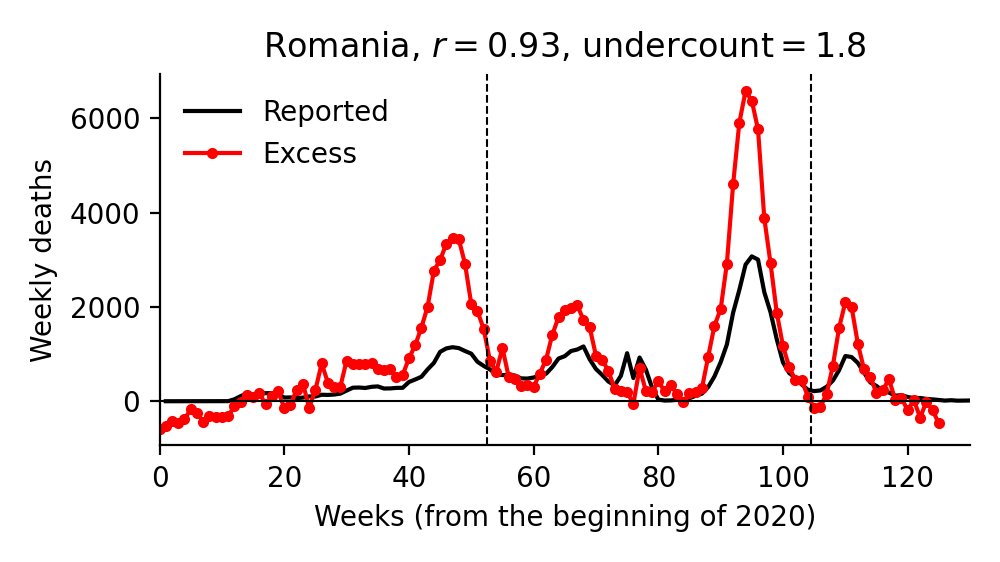 Romania, r = 0.93, undercount = 1.8
Reported
Excess
6000
4000
2000
0
Weekly deaths
0 20 40 60 80 100 120
Weeks (from the beginning of 2020)